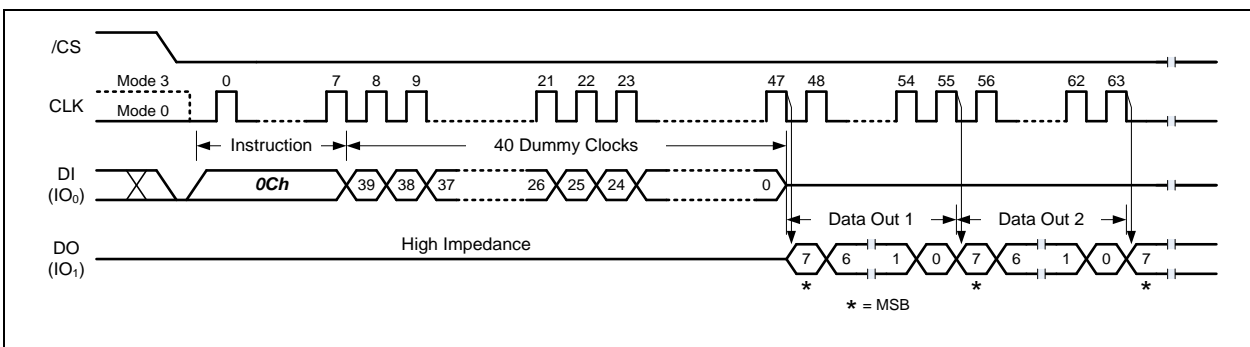 /CS
Mode 3 0 7 8 9 21 22 23 47 48 54 55 56 62 63
CLK
Mode 0
Instruction 40 Dummy Clocks
DI
(IO0)
0Ch 39 38 37 26 25 24 0
Data Out 1 Data Out 2
High Impedance
DO
(IO1)
7 6 1 0 7 6 1 0 7
* * *
* = MSB